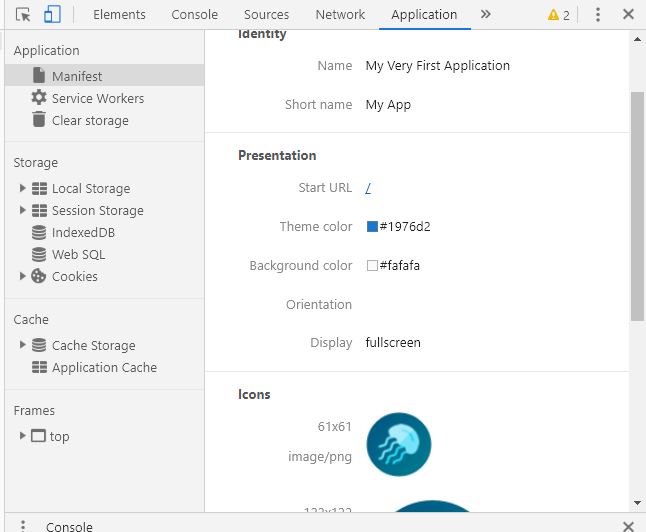 Elements Console Sources Network Application » 2
Application
Manifest
Service Workers
Clear storage
Storage
Local Storage
Session Storage
IndexedDB
Web SQL
Cookies
Cache
Cache Storage
Application Cache
Frames
top
Identity
Name My Very First Application
Short name My App
Presentation
Start URL /
Theme color #1976d2
Background color #fafafa
Orientation
Display fullscreen
Icons
61x61
image/png
122x122
Console